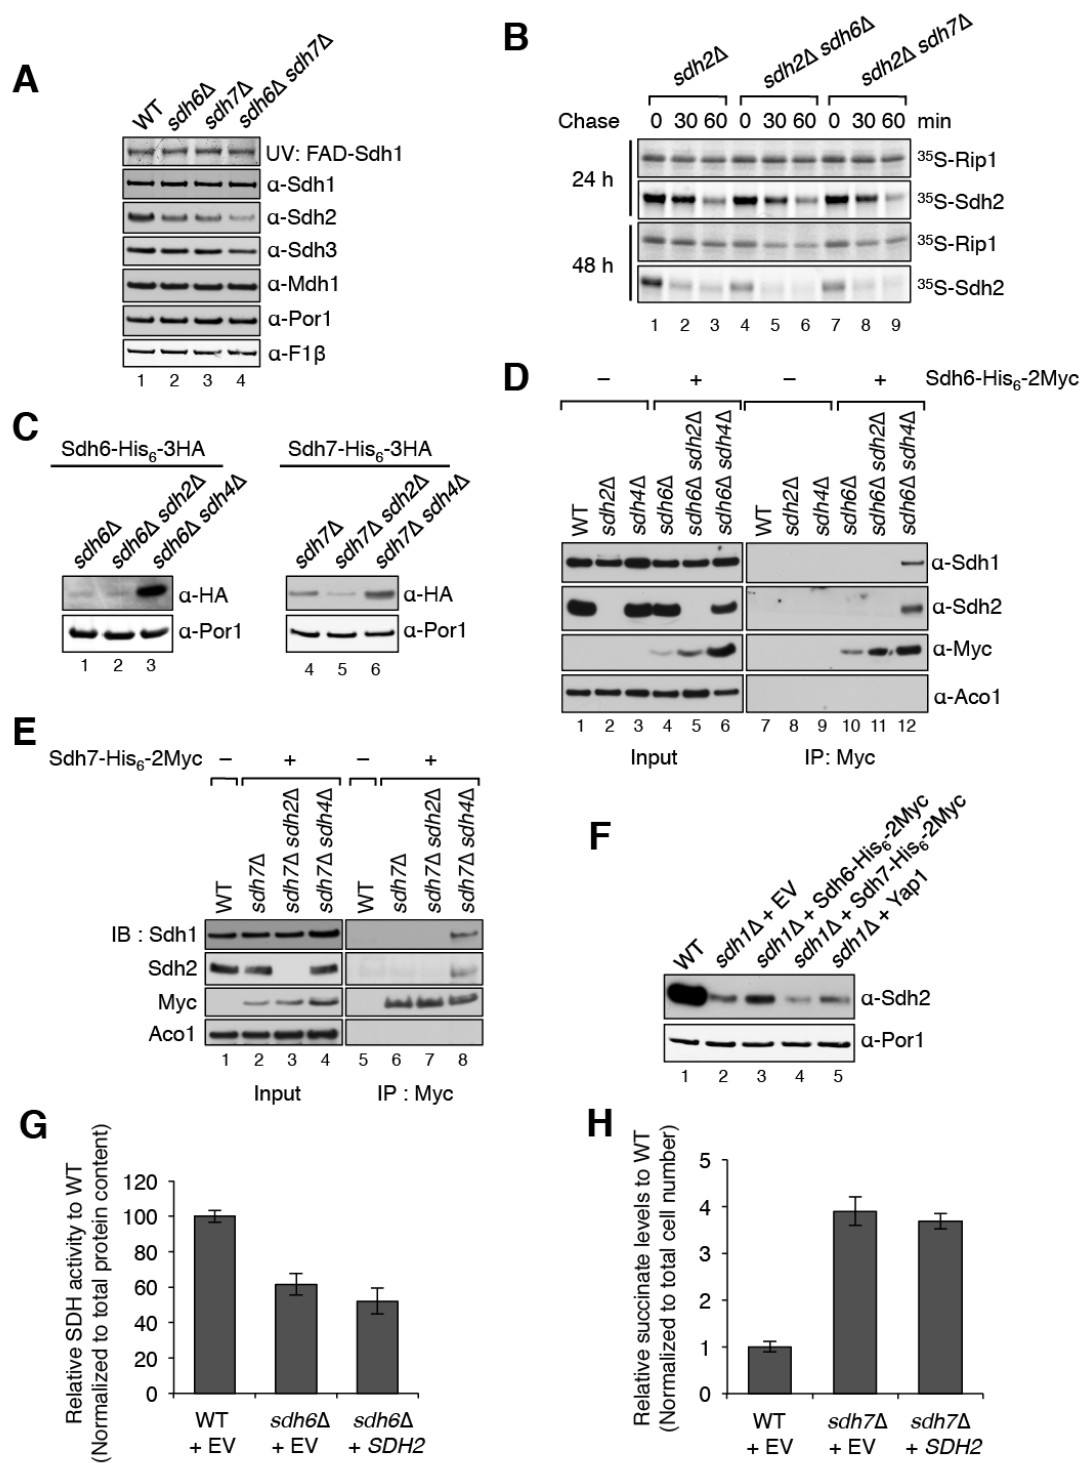 A
WT
sdh6Δ
sdh7Δ
sdh6Δ sdh7Δ
UV: FAD-Sdh1
α-Sdh1
α-Sdh2
α-Sdh3
α-Mdh1
α-Por1
α-F1β
1 2 3 4
B
sdh2Δ
sdh2Δ sdh6Δ
sdh2Δ sdh7Δ
Chase 0 30 60 0 30 60 0 30 60 min
24 h
35S-Rip1
35S-Sdh2
48 h
35S-Rip1
35S-Sdh2
1 2 3 4 5 6 7 8 9
C
Sdh6-His6-3HA
sdh6Δ
sdh6Δ sdh2Δ
sdh6Δ sdh4Δ
α-HA
α-Por1
1 2 3
Sdh7-His6-3HA
sdh7Δ
sdh7Δ sdh2Δ
sdh7Δ sdh4Δ
α-HA
α-Por1
4 5 6
D
– + – + Sdh6-His6-2Myc
WT
sdh2Δ
sdh4Δ
sdh6Δ
sdh6Δ sdh2Δ
sdh6Δ sdh4Δ
WT
sdh2Δ
sdh4Δ
sdh6Δ
sdh6Δ sdh2Δ
sdh6Δ sdh4Δ
α-Sdh1
α-Sdh2
α-Myc
α-Aco1
1 2 3 4 5 6 7 8 9 10 11 12
Input IP: Myc
E
Sdh7-His6-2Myc – + – +
WT
sdh7Δ
sdh7Δ sdh2Δ
sdh7Δ sdh4Δ
WT
sdh7Δ
sdh7Δ sdh2Δ
sdh7Δ sdh4Δ
IB : Sdh1
Sdh2
Myc
Aco1
1 2 3 4 5 6 7 8
Input IP : Myc
F
WT
sdh1Δ + EV
sdh1Δ + Sdh6-His6-2Myc
sdh1Δ + Sdh7-His6-2Myc
sdh1Δ + Yap1
α-Sdh2
α-Por1
1 2 3 4 5
G
Relative SDH activity to WT
(Normalized to total protein content)
120
100
80
60
40
20
0
WT
+ EV
sdh6Δ
+ EV
sdh6Δ
+ SDH2
H
Relative succinate levels to WT
(Normalized to total cell number)
5
4
3
2
1
0
WT
+ EV
sdh7Δ
+ EV
sdh7Δ
+ SDH2